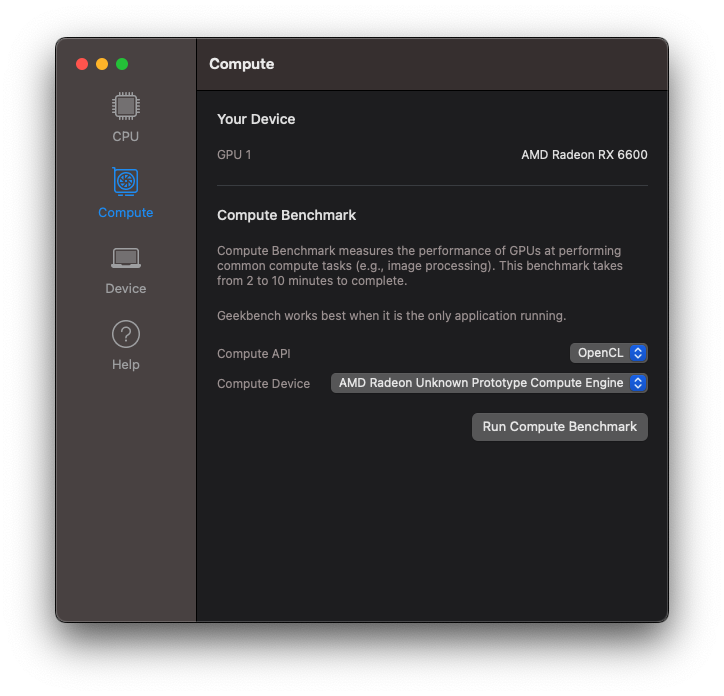 Compute
CPU
Compute
Device
Help
Your Device
GPU 1 AMD Radeon RX 6600
Compute Benchmark
Compute Benchmark measures the performance of GPUs at performing
common compute tasks (e.g., image processing). This benchmark takes
from 2 to 10 minutes to complete.
Geekbench works best when it is the only application running.
Compute API OpenCL
Compute Device AMD Radeon Unknown Prototype Compute Engine
Run Compute Benchmark